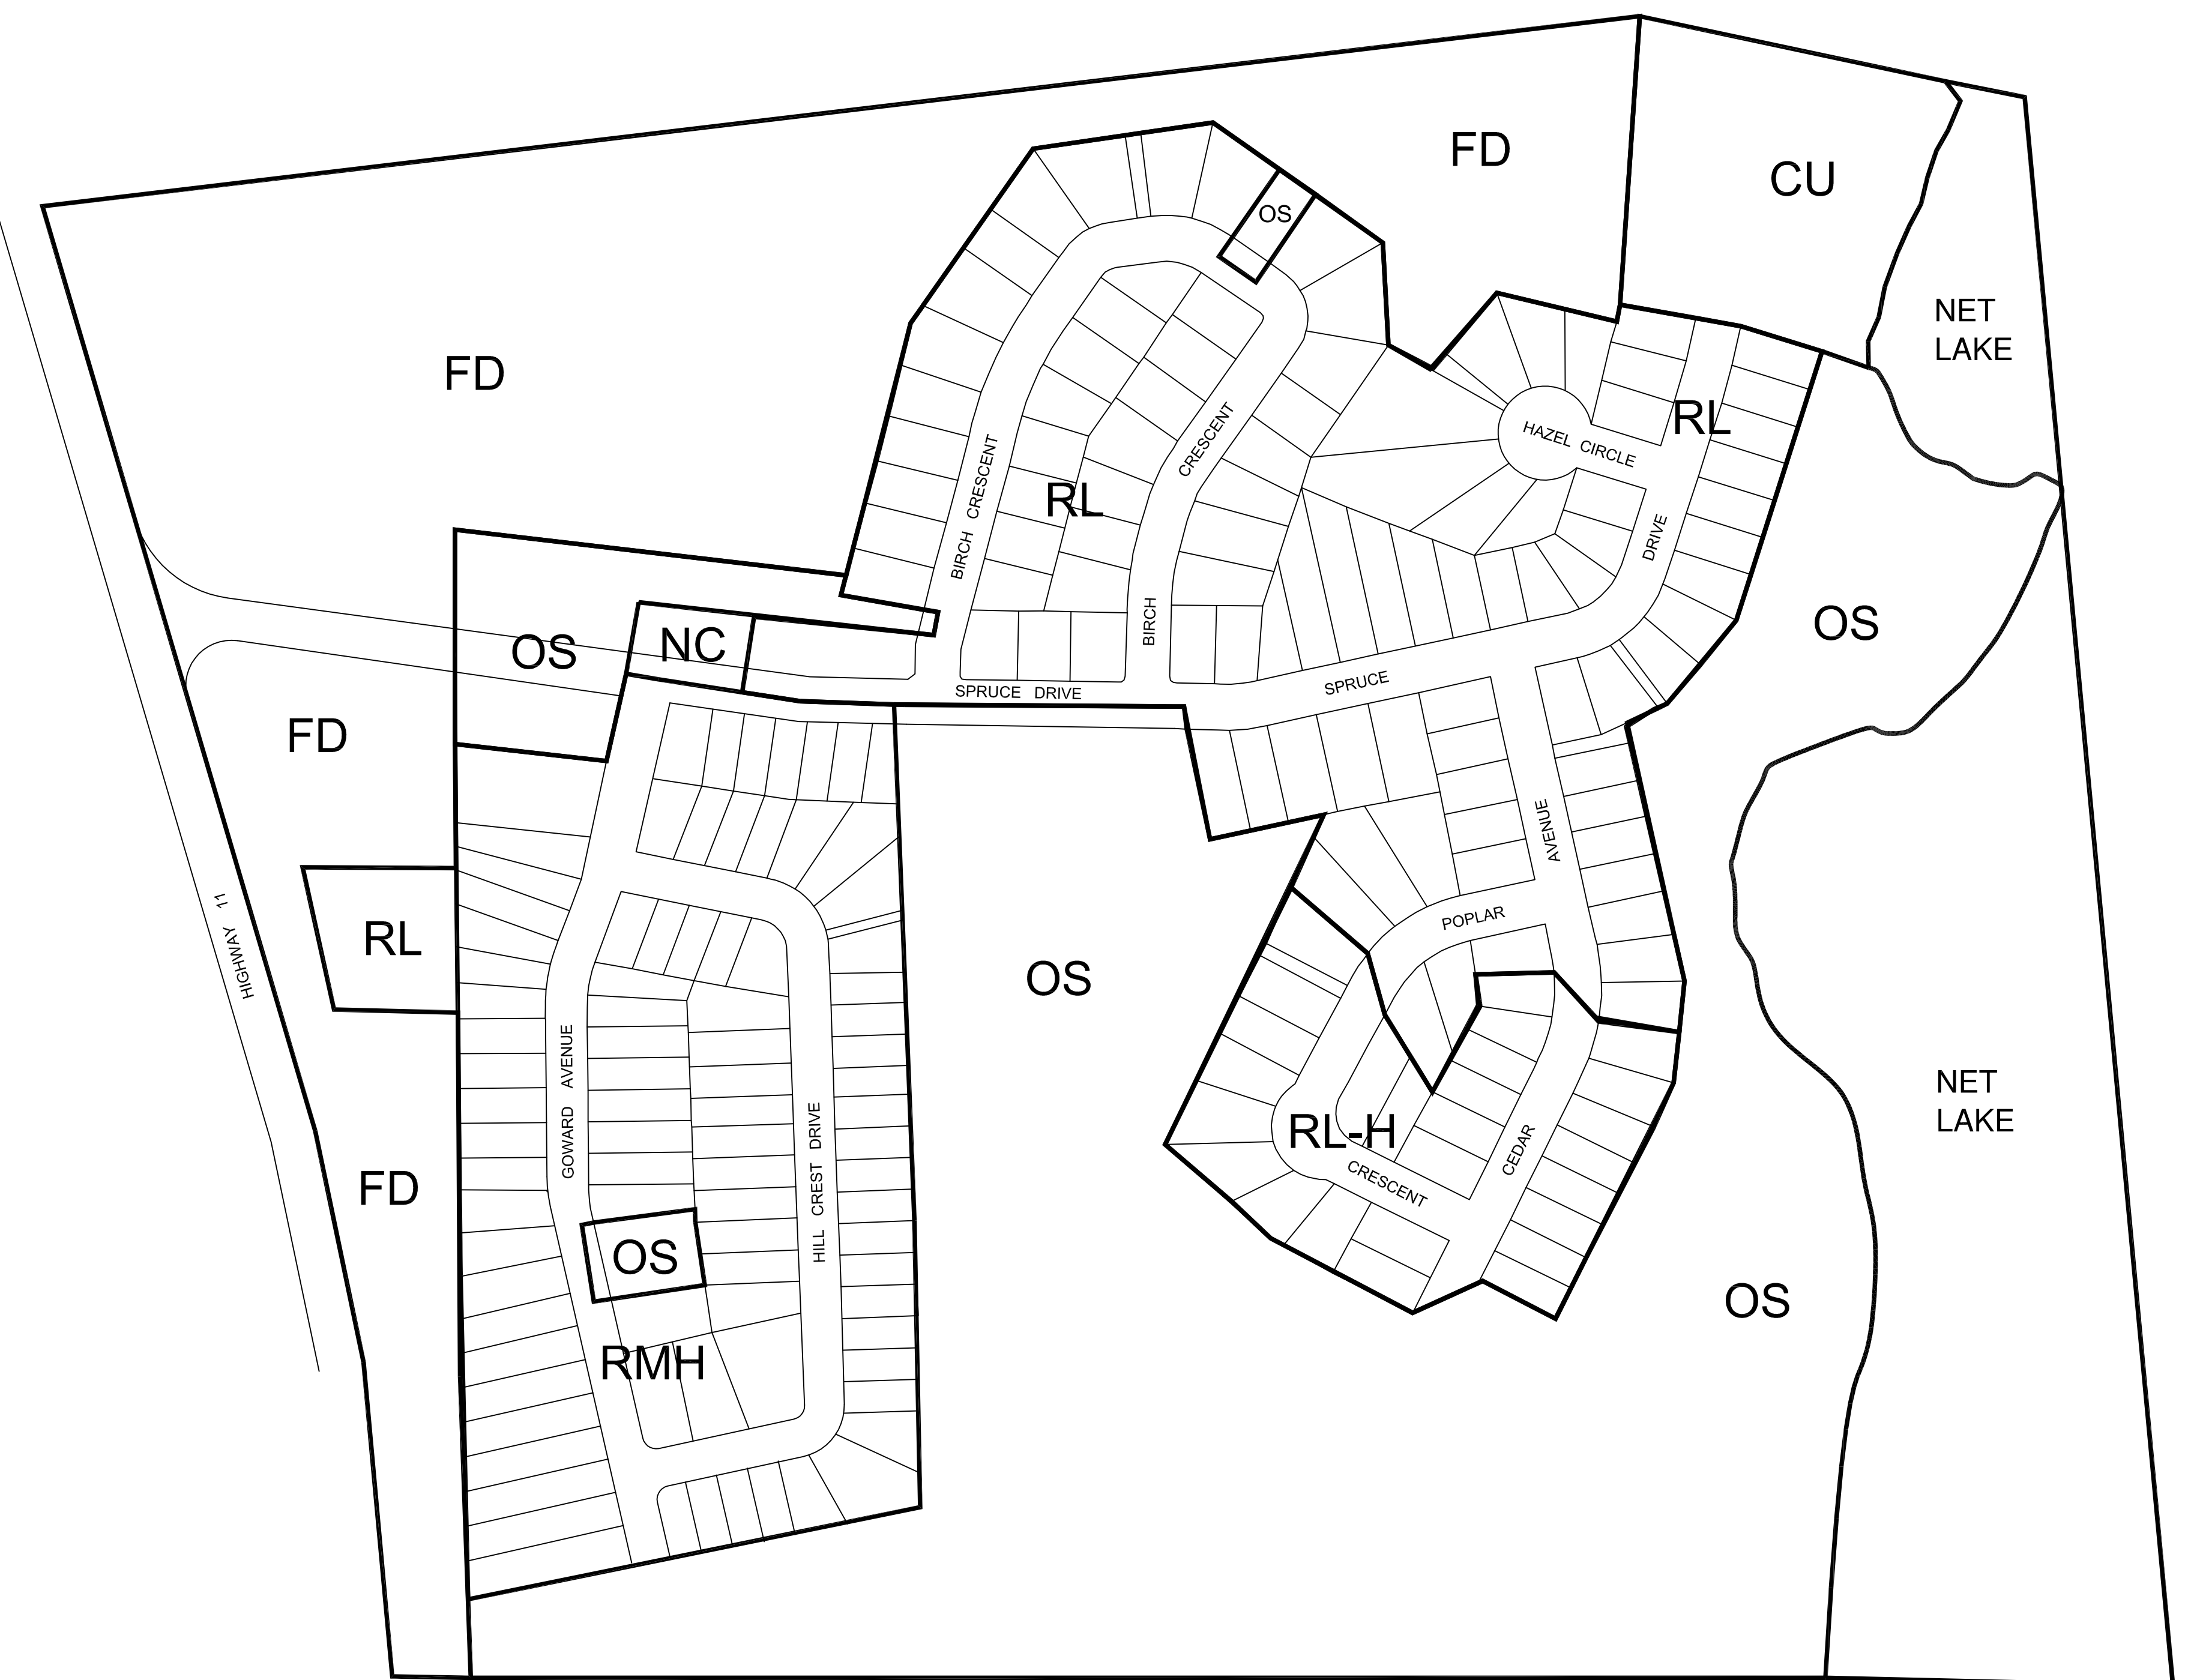 FD
CU
OS
NET
LAKE
FD
RL
HAZEL CIRCLE
CRESCENT
BIRCH CRESCENT
RL
DRIVE
BIRCH
OS
NC
OS
SPRUCE DRIVE
SPRUCE
FD
AVENUE
POPLAR
RL
HIGHWAY 11
OS
GOWARD AVENUE
HILL CREST DRIVE
NET
LAKE
RL-H
CRESCENT
CEDAR
FD
OS
OS
RMH